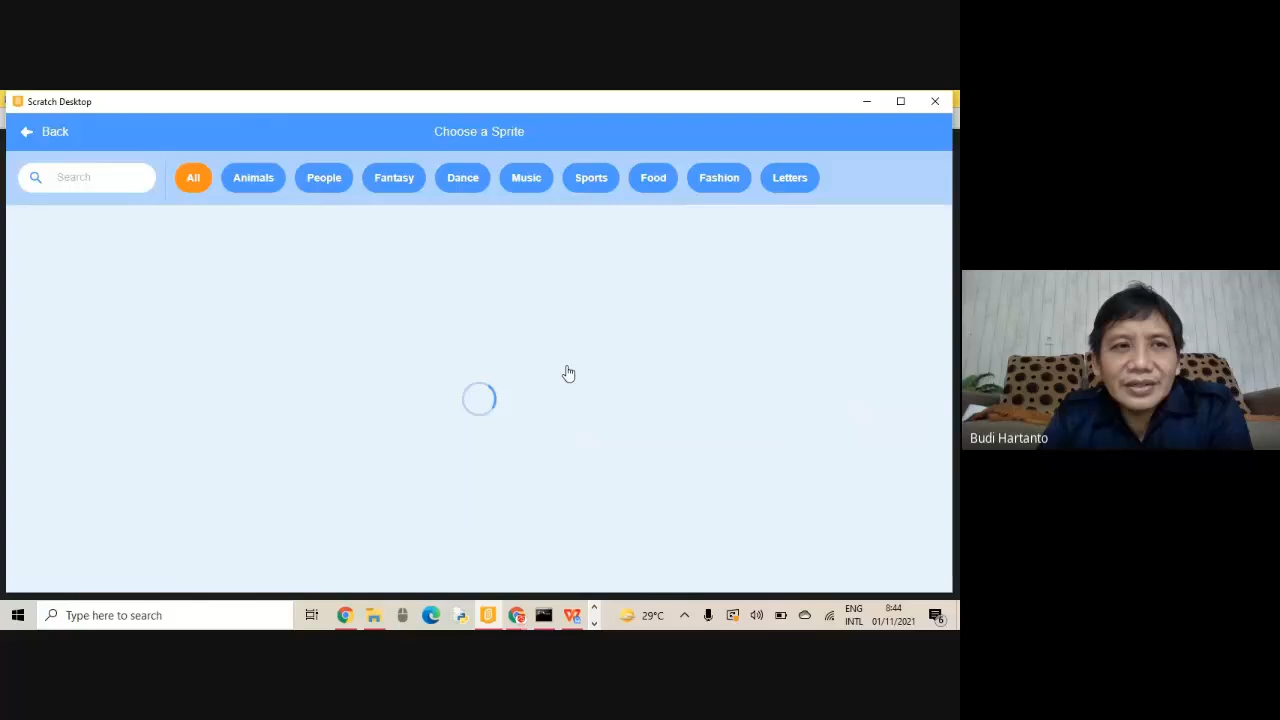 Scratch Desktop
Back
Choose a Sprite
Search
All
Animals
People
Fantasy
Dance
Music
Sports
Food
Fashion
Letters
Budi Hartanto
Type here to search
29°C
ENG
INTL
8:44
01/11/2021
6